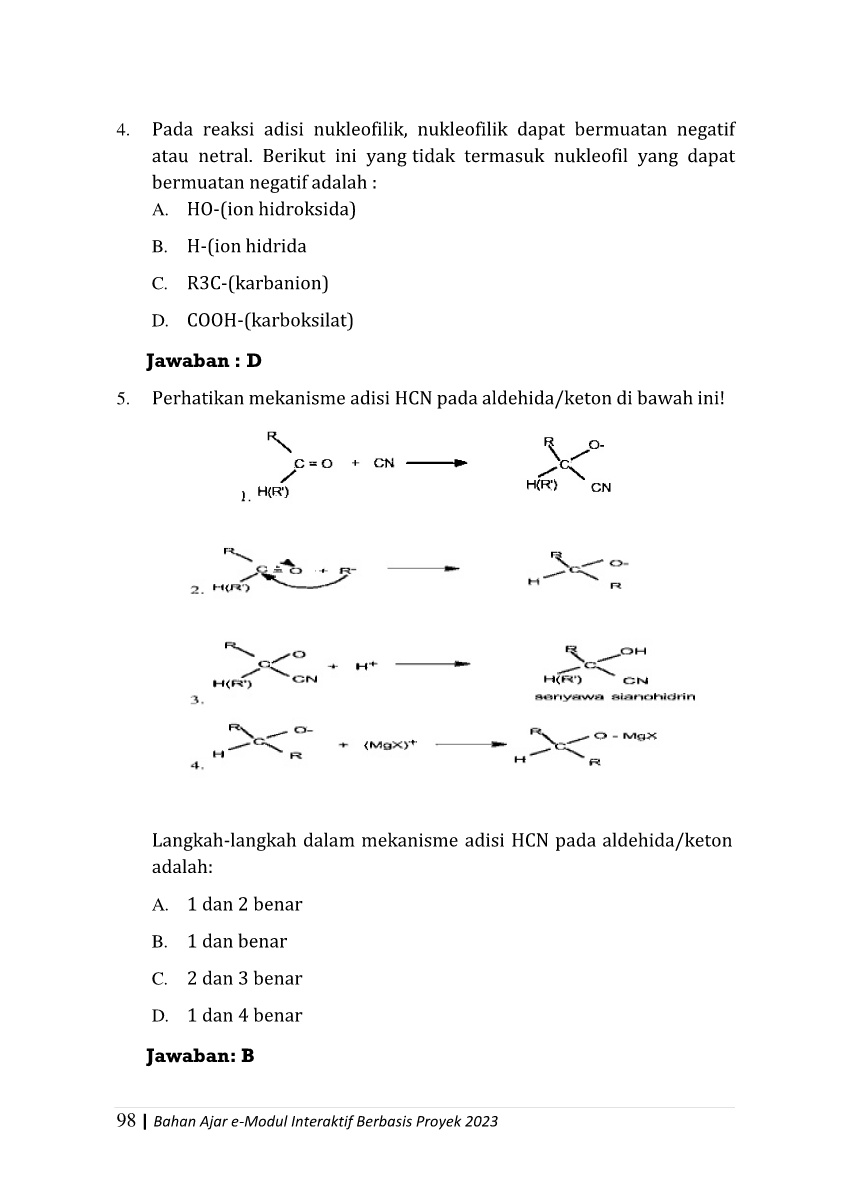 4. Pada reaksi adisi nukleofilik, nukleofilik dapat bermuatan negatif
atau netral. Berikut ini yang tidak termasuk nukleofil yang dapat
bermuatan negatif adalah :
A. HO-(ion hidroksida)
B. H-(ion hidrida
C. R3C-(karbanion)
D. COOH-(karboksilat)
Jawaban : D
5. Perhatikan mekanisme adisi HCN pada aldehida/keton di bawah ini!
R R O-
C = O + CN C
1. H(R') H(R') CN
R R O-
C = O + R- C
2. H(R') H R
R O R OH
C + H+ C
H(R') CN H(R') CN
3. senyawa sianohidrin
R O- R O - MgX
C + (MgX)+ C
4. H R H R
Langkah-langkah dalam mekanisme adisi HCN pada aldehida/keton
adalah:
A. 1 dan 2 benar
B. 1 dan benar
C. 2 dan 3 benar
D. 1 dan 4 benar
Jawaban: B
98 | Bahan Ajar e-Modul Interaktif Berbasis Proyek 2023